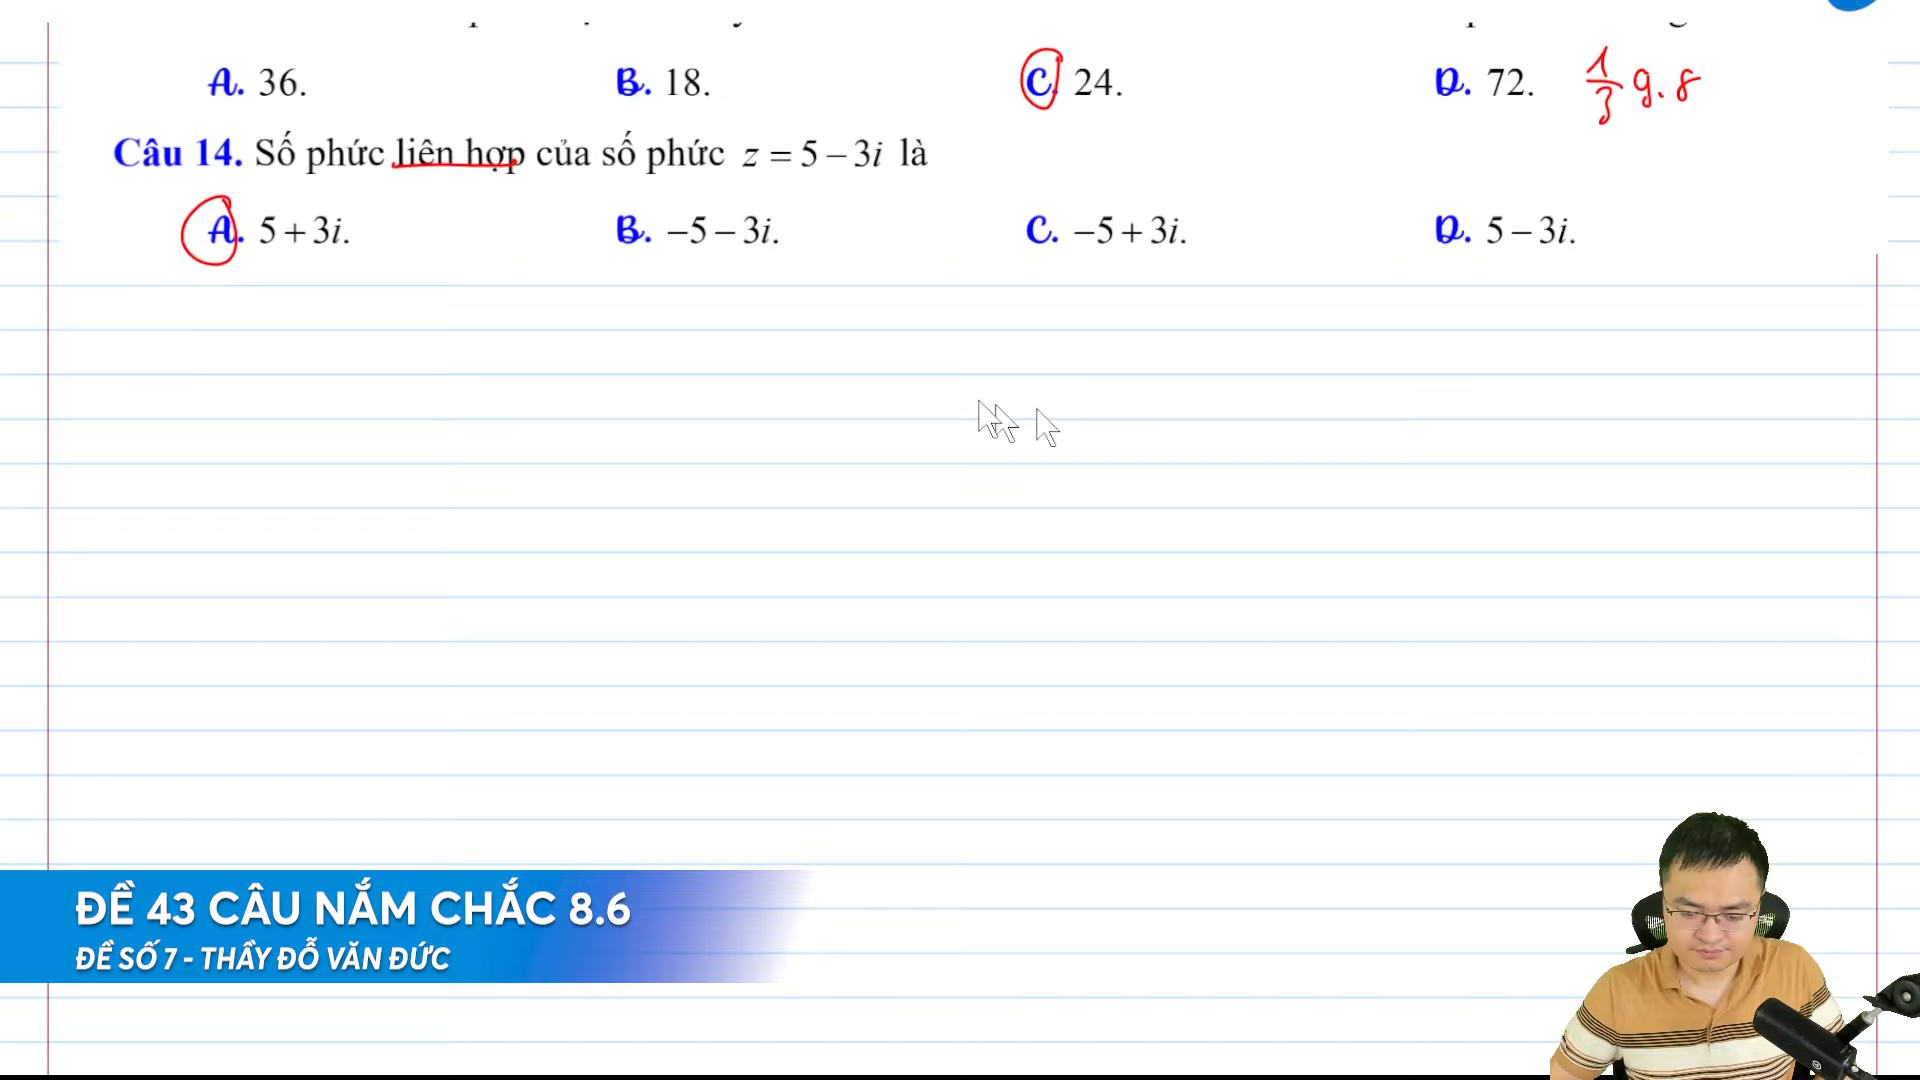 A. 36. B. 18. C. 24. D. 72. 1/3 9.8
Câu 14. Số phức liên hợp của số phức z = 5 − 3i là
A. 5 + 3i. B. −5 − 3i. C. −5 + 3i. D. 5 − 3i.
ĐỀ 43 CÂU NẮM CHẮC 8.6
ĐỀ SỐ 7 - THẦY ĐỖ VĂN ĐỨC